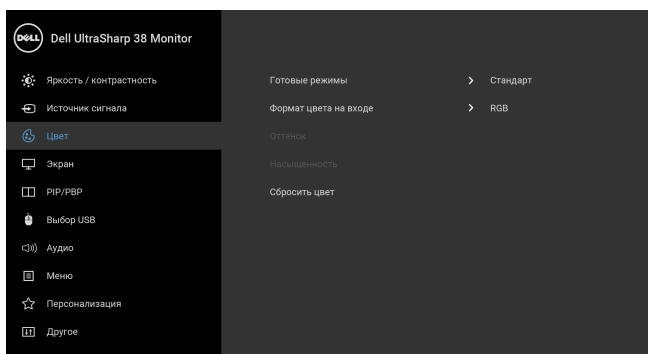 DELL Dell UltraSharp 38 Monitor
Яркость / контрастность
Готовые режимы > Стандарт
Источник сигнала
Формат цвета на входе > RGB
Цвет
Оттенок
Экран
Насыщенность
PIP/PBP
Сбросить цвет
Выбор USB
Аудио
Меню
Персонализация
Другое